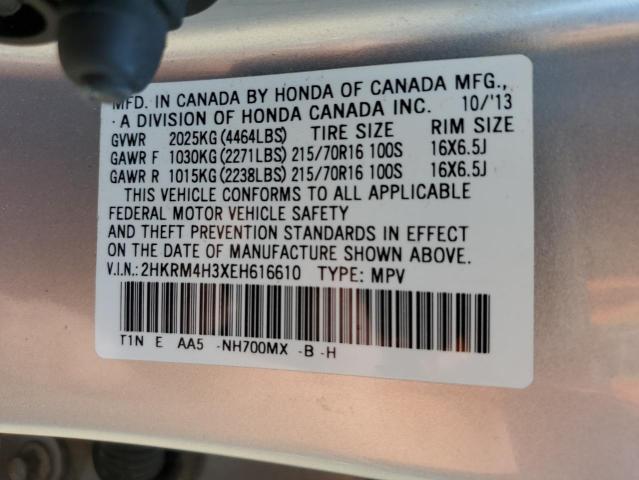 MFD. IN CANADA BY HONDA OF CANADA MFG.,
· A DIVISION OF HONDA CANADA INC. 10/'13
GVWR 2025KG (4464LBS) TIRE SIZE RIM SIZE
GAWR F 1030KG (2271LBS) 215/70R16 100S 16X6.5J
GAWR R 1015KG (2238LBS) 215/70R16 100S 16X6.5J
THIS VEHICLE CONFORMS TO ALL APPLICABLE
FEDERAL MOTOR VEHICLE SAFETY
AND THEFT PREVENTION STANDARDS IN EFFECT
ON THE DATE OF MANUFACTURE SHOWN ABOVE.
V.I.N.: 2HKRM4H3XEH616610 TYPE: MPV
T1N E AA5 -NH700MX -B -H